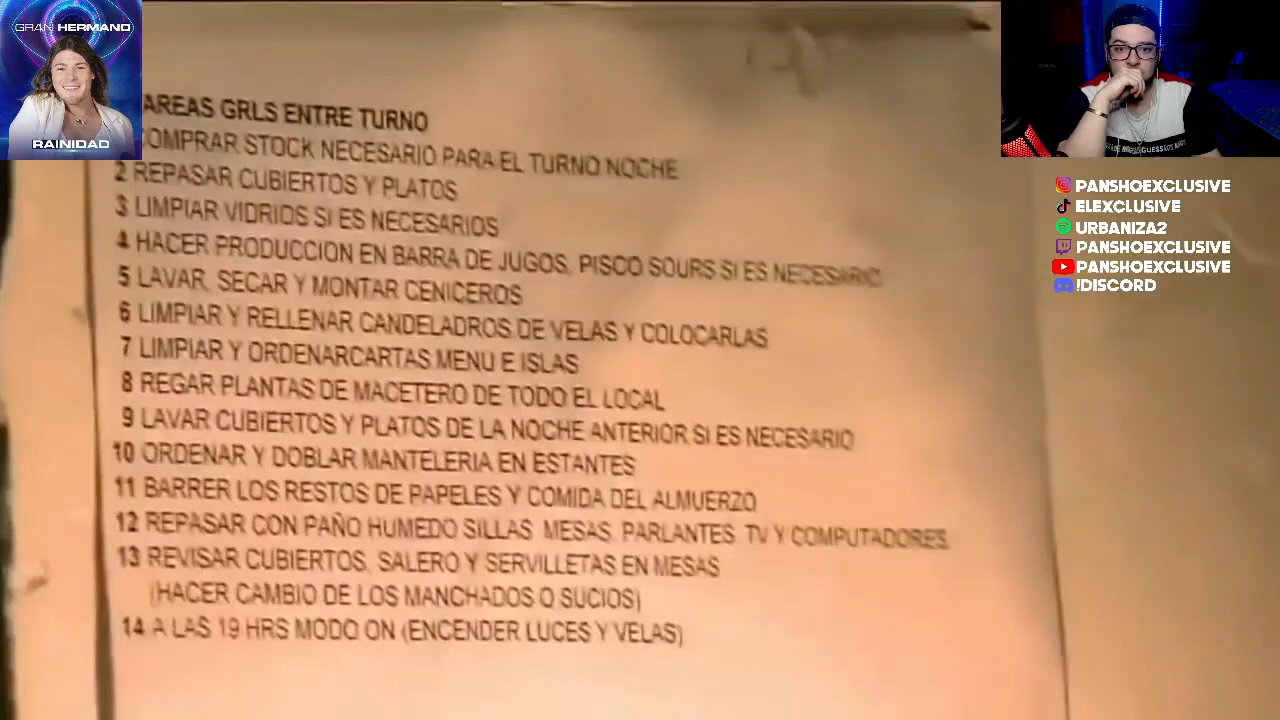 GRAN HERMANO
RAINIDAD
AREAS GRLS ENTRE TURNO
COMPRAR STOCK NECESARIO PARA EL TURNO NOCHE
2 REPASAR CUBIERTOS Y PLATOS
3 LIMPIAR VIDRIOS SI ES NECESARIOS
4 HACER PRODUCCION EN BARRA DE JUGOS, PISCO SOURS SI ES NECESARIO
5 LAVAR, SECAR Y MONTAR CENICEROS
6 LIMPIAR Y RELLENAR CANDELADROS DE VELAS Y COLOCARLAS
7 LIMPIAR Y ORDENARCARTAS MENU E ISLAS
8 REGAR PLANTAS DE MACETERO DE TODO EL LOCAL
9 LAVAR CUBIERTOS Y PLATOS DE LA NOCHE ANTERIOR SI ES NECESARIO
10 ORDENAR Y DOBLAR MANTELERIA EN ESTANTES
11 BARRER LOS RESTOS DE PAPELES Y COMIDA DEL ALMUERZO
12 REPASAR CON PAÑO HUMEDO SILLAS MESAS, PARLANTES TV Y COMPUTADORES
13 REVISAR CUBIERTOS, SALERO Y SERVILLETAS EN MESAS
(HACER CAMBIO DE LOS MANCHADOS O SUCIOS)
14 A LAS 19 HRS MODO ON (ENCENDER LUCES Y VELAS)
PANSHOEXCLUSIVE
ELEXCLUSIVE
URBANIZA2
PANSHOEXCLUSIVE
PANSHOEXCLUSIVE
!DISCORD